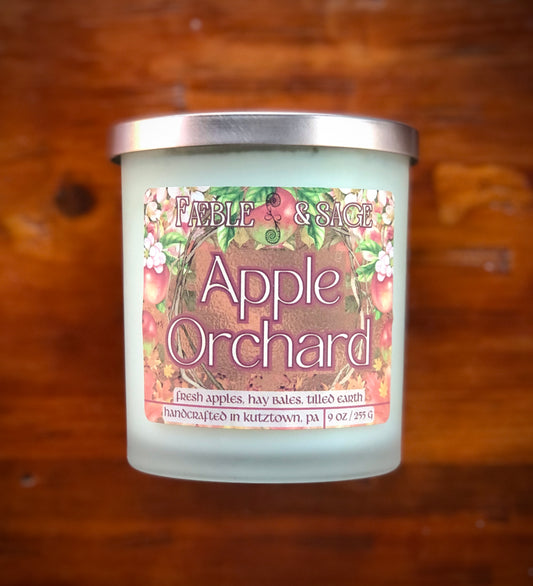 FÆBLE & SAGE
Apple
Orchard
fresh apples, hay bales, tilled earth
handcrafted in kutztown, pa | 9 oz / 255 g